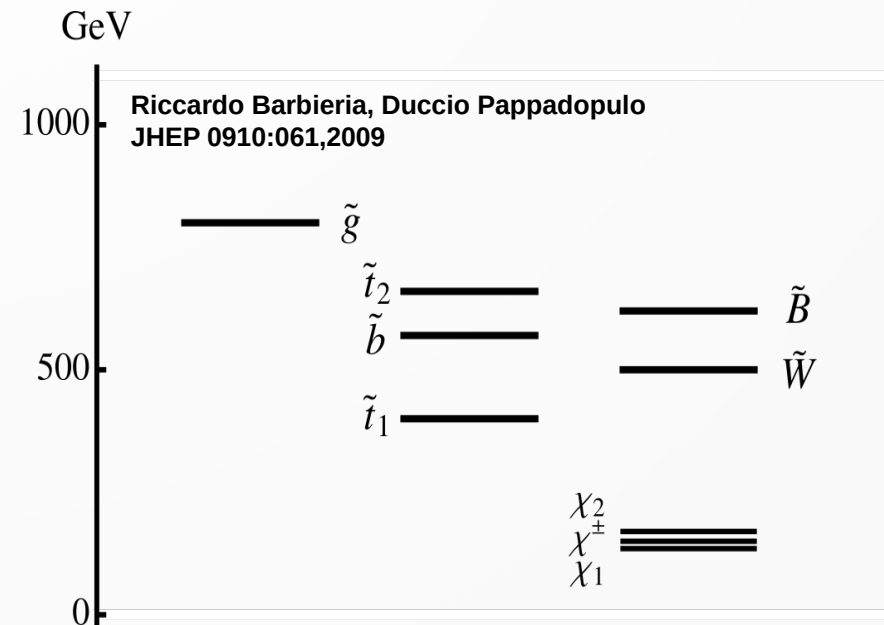 GeV
1000
Riccardo Barbieria, Duccio Pappadopulo
JHEP 0910:061,2009
g̃
t̃₂
B̃
b̃
500
W̃
t̃₁
χ₂
χ±
χ₁
0